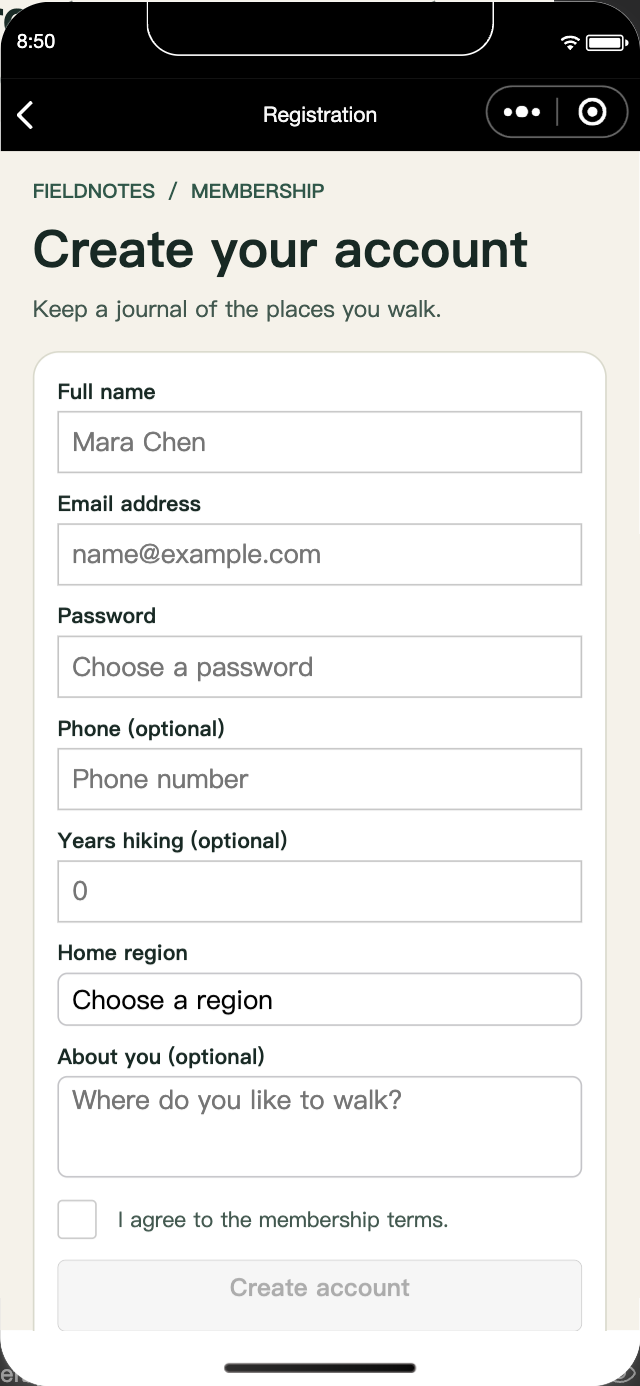 8:50
Registration
FIELDNOTES / MEMBERSHIP
Create your account
Keep a journal of the places you walk.
Full name
Mara Chen
Email address
name@example.com
Password
Choose a password
Phone (optional)
Phone number
Years hiking (optional)
0
Home region
Choose a region
About you (optional)
Where do you like to walk?
I agree to the membership terms.
Create account